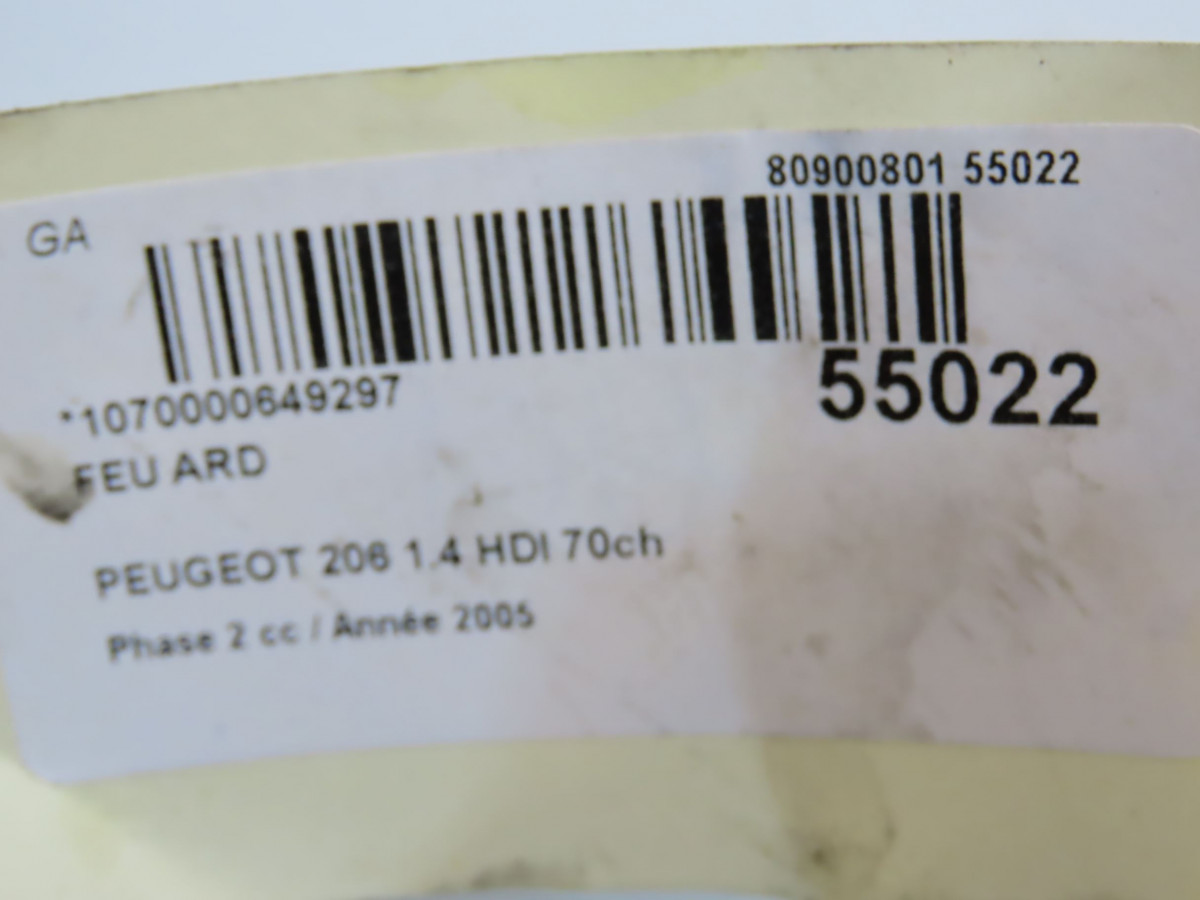 80900801 55022
GA
55022
*1070000649297
FEU ARD
PEUGEOT 206 1.4 HDI 70ch
Phase 2 cc / Année 2005